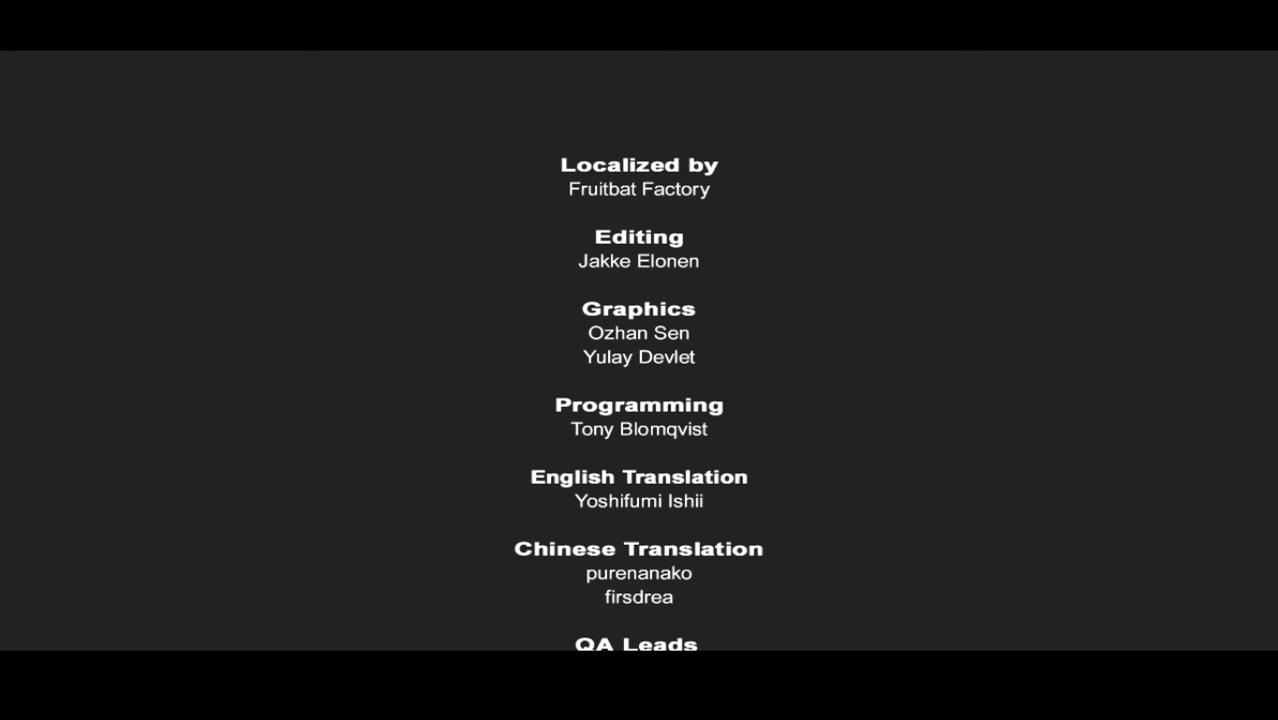 Localized by
Fruitbat Factory
Editing
Jakke Elonen
Graphics
Ozhan Sen
Yulay Devlet
Programming
Tony Blomqvist
English Translation
Yoshifumi Ishii
Chinese Translation
purenanako
firsdrea
QA Leads